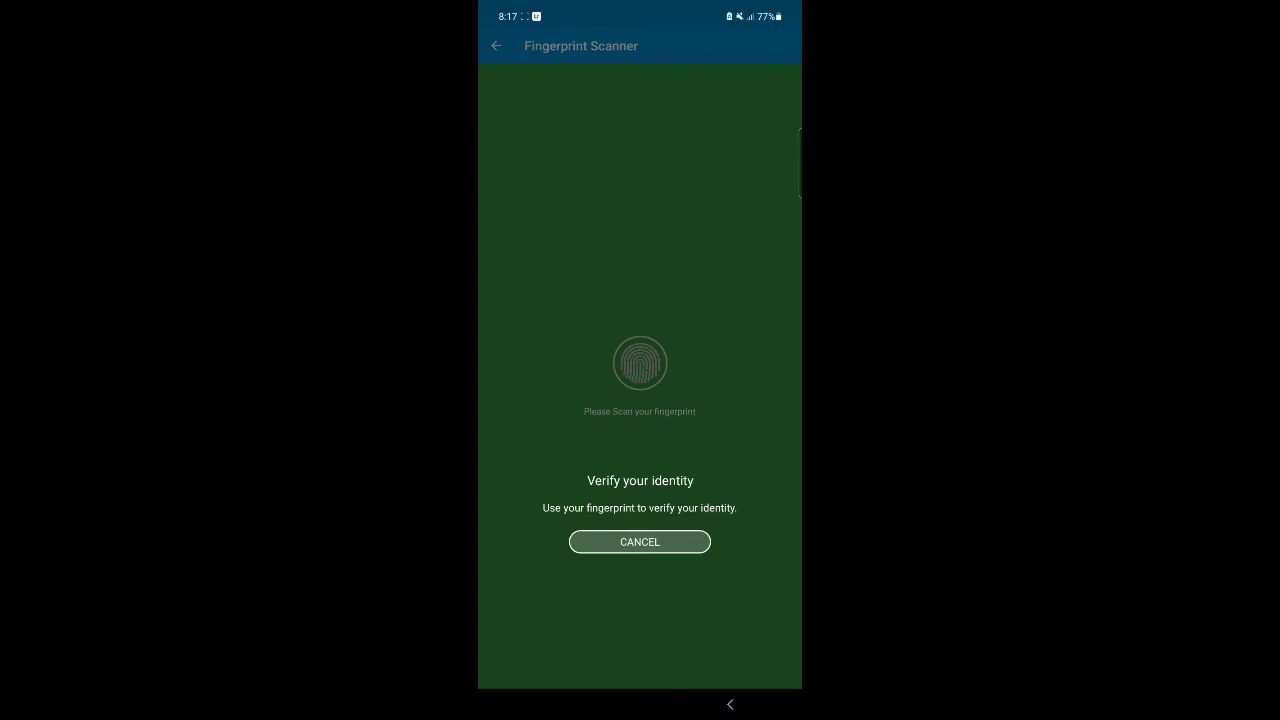 8:17 Lr 77%
Fingerprint Scanner
Please Scan your fingerprint
Verify your identity
Use your fingerprint to verify your identity.
CANCEL